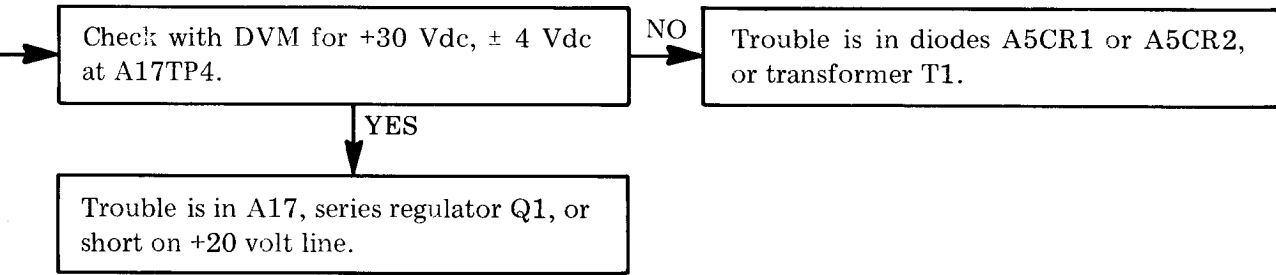 Check with DVM for +30 Vdc, ± 4 Vdc
at A17TP4.
NO
Trouble is in diodes A5CR1 or A5CR2,
or transformer T1.
YES
Trouble is in A17, series regulator Q1, or
short on +20 volt line.